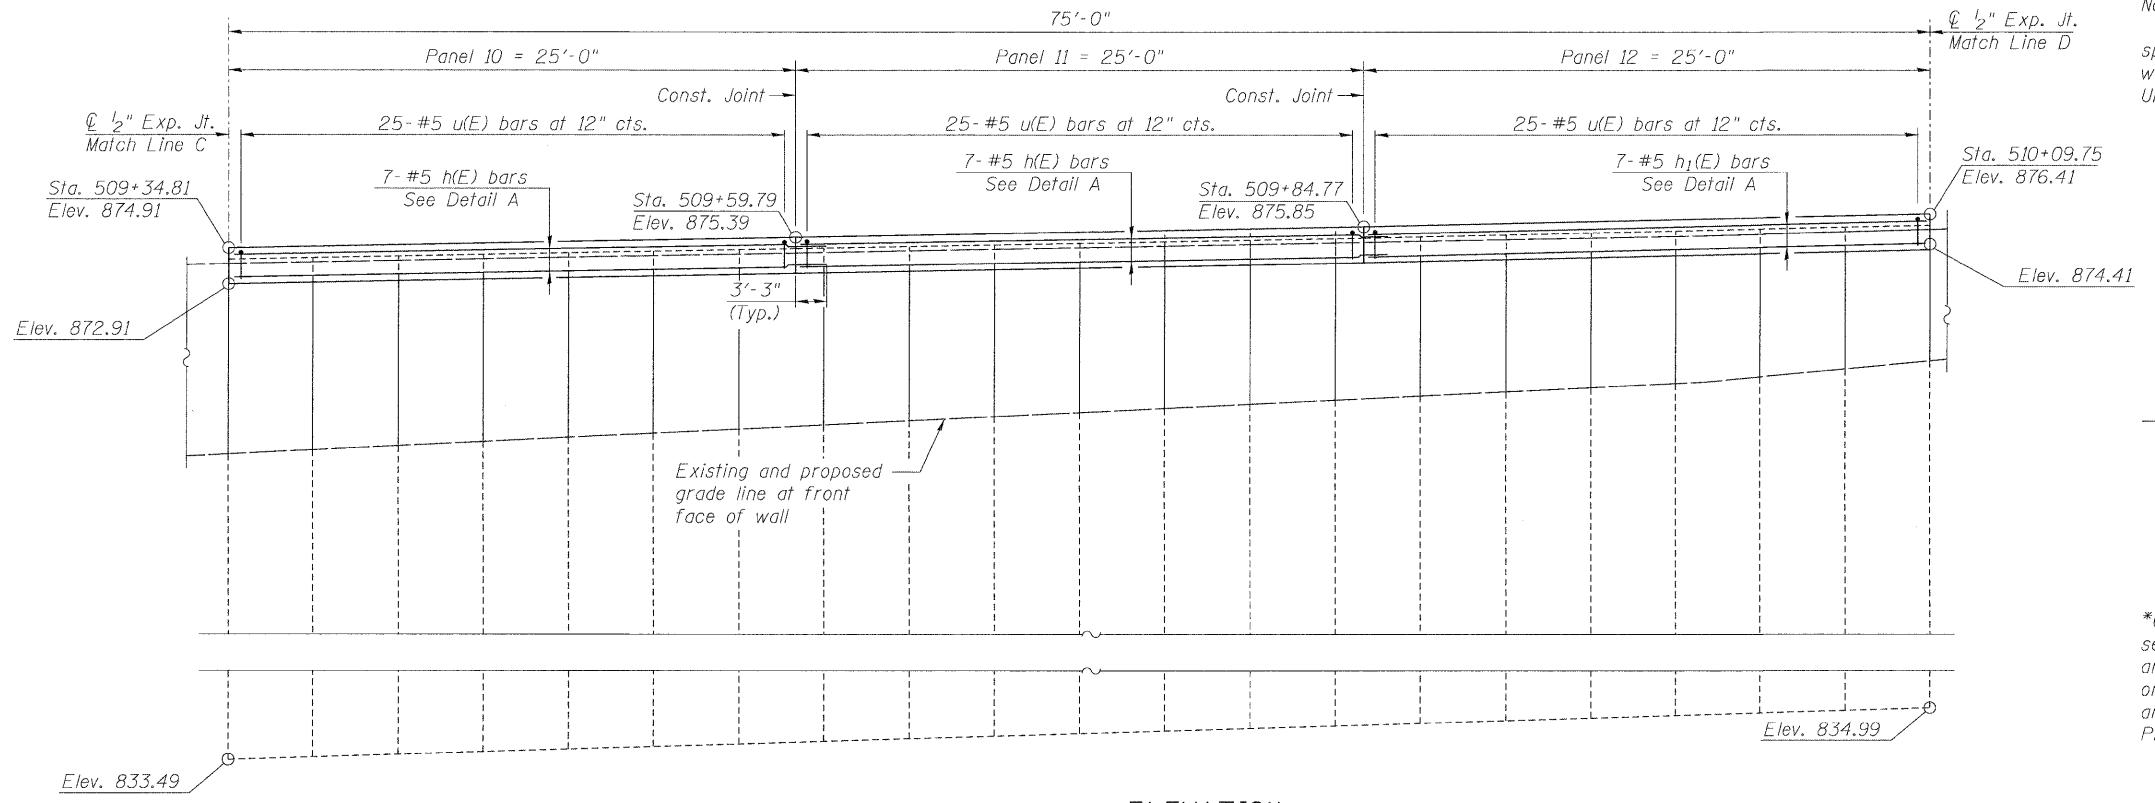 75'-0"
℄ 1/2" Exp. Jt.
Match Line D
Panel 10 = 25'-0"
Panel 11 = 25'-0"
Panel 12 = 25'-0"
Const. Joint
Const. Joint
℄ 1/2" Exp. Jt.
Match Line C
25-#5 u(E) bars at 12" cts.
25-#5 u(E) bars at 12" cts.
25-#5 u(E) bars at 12" cts.
7-#5 h(E) bars
See Detail A
7-#5 h(E) bars
See Detail A
7-#5 h₁(E) bars
See Detail A
Sta. 509+34.81
Elev. 874.91
Sta. 509+59.79
Elev. 875.39
Sta. 509+84.77
Elev. 875.85
Sta. 510+09.75
Elev. 876.41
Elev. 872.91
3'-3"
(Typ.)
Elev. 874.41
Existing and proposed
grade line at front
face of wall
Elev. 833.49
Elev. 834.99